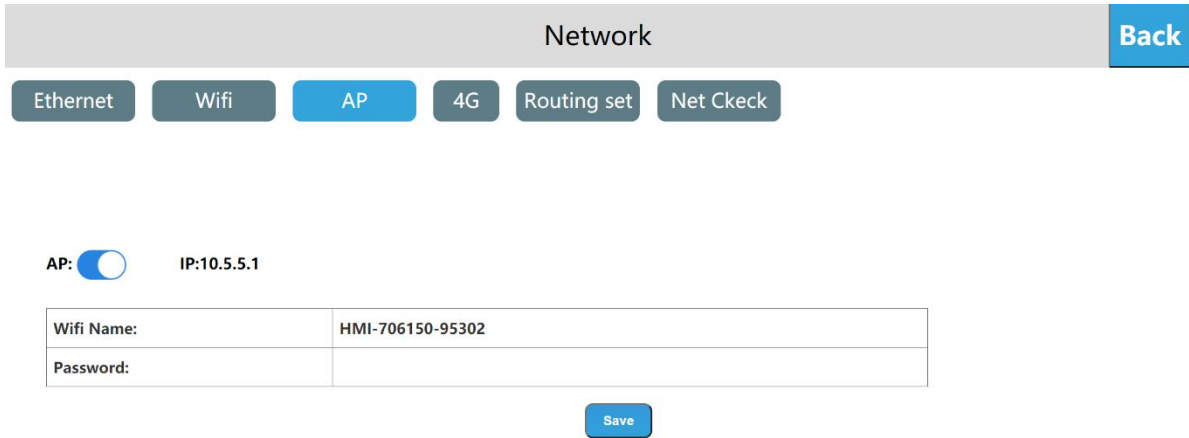 Network Back
Ethernet Wifi AP 4G Routing set Net Ckeck
AP: IP:10.5.5.1
Wifi Name: HMI-706150-95302
Password:
Save